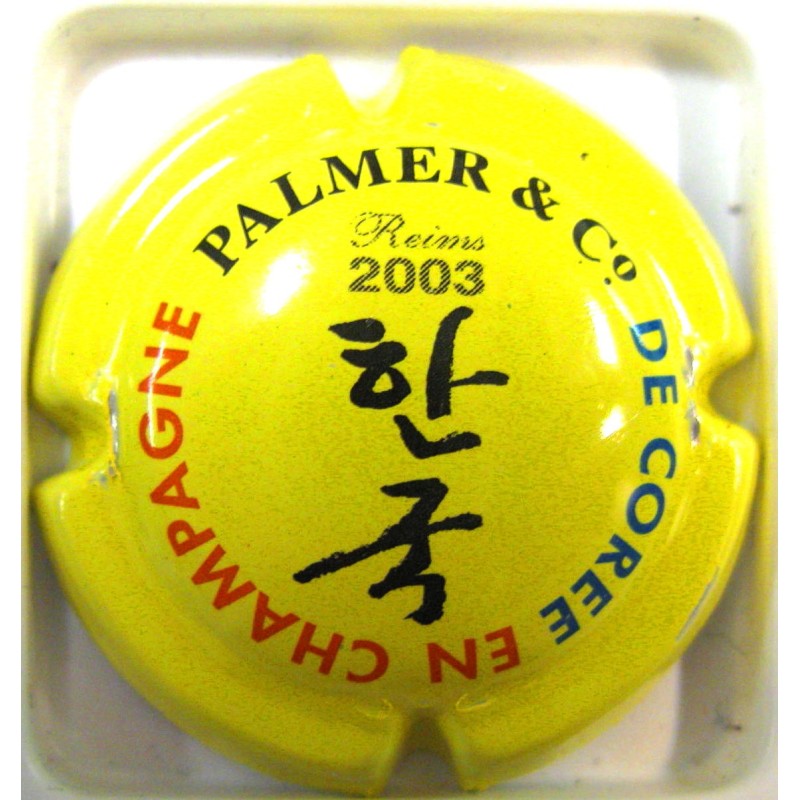 PALMER & Co.
Reims
2003
한국
DE COREE EN CHAMPAGNE